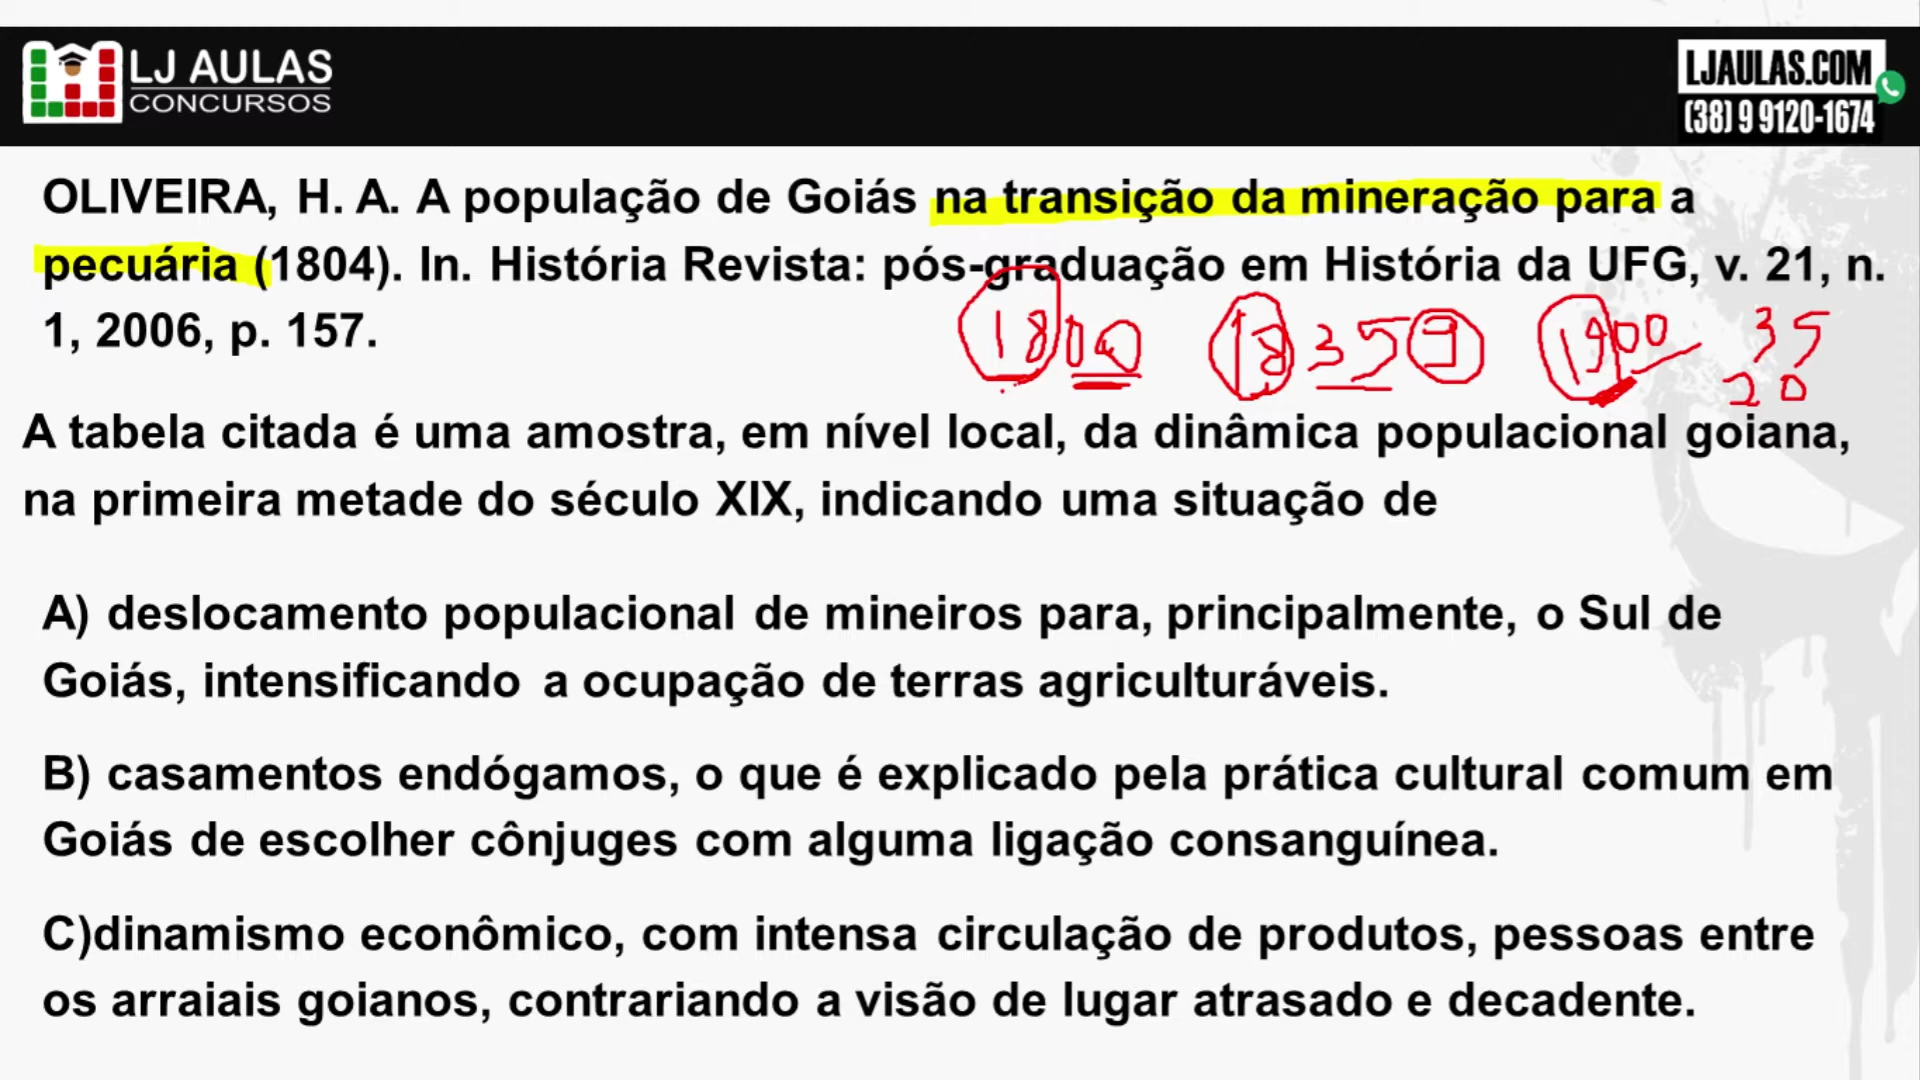 LJ AULAS
CONCURSOS
LJAULAS.COM
(38) 9 9120-1674
OLIVEIRA, H. A. A população de Goiás na transição da mineração para a
pecuária (1804). In. História Revista: pós-graduação em História da UFG, v. 21, n.
1, 2006, p. 157.
1800 1835 1900 35
20
A tabela citada é uma amostra, em nível local, da dinâmica populacional goiana,
na primeira metade do século XIX, indicando uma situação de
A) deslocamento populacional de mineiros para, principalmente, o Sul de
Goiás, intensificando a ocupação de terras agriculturáveis.
B) casamentos endógamos, o que é explicado pela prática cultural comum em
Goiás de escolher cônjuges com alguma ligação consanguínea.
C)dinamismo econômico, com intensa circulação de produtos, pessoas entre
os arraiais goianos, contrariando a visão de lugar atrasado e decadente.